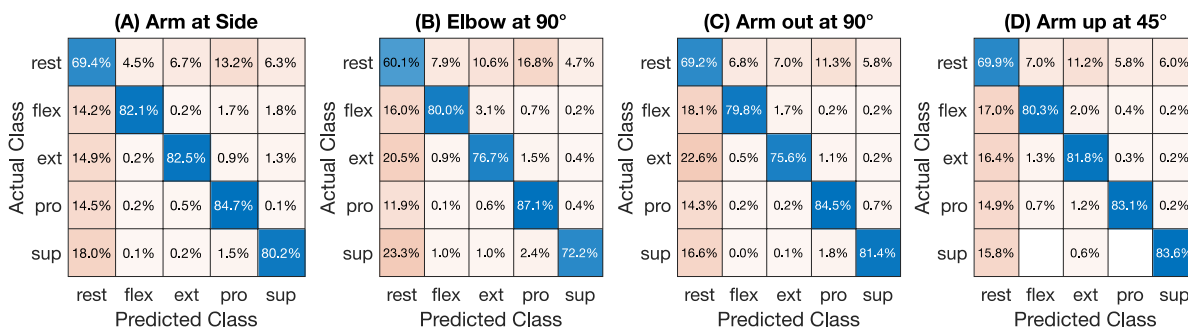 (A) Arm at Side
(B) Elbow at 90°
(C) Arm out at 90°
(D) Arm up at 45°
Actual Class
rest 69.4% 4.5% 6.7% 13.2% 6.3%
flex 14.2% 82.1% 0.2% 1.7% 1.8%
ext 14.9% 0.2% 82.5% 0.9% 1.3%
pro 14.5% 0.2% 0.5% 84.7% 0.1%
sup 18.0% 0.1% 0.2% 1.5% 80.2%
rest flex ext pro sup
Predicted Class
Actual Class
rest 60.1% 7.9% 10.6% 16.8% 4.7%
flex 16.0% 80.0% 3.1% 0.7% 0.2%
ext 20.5% 0.9% 76.7% 1.5% 0.4%
pro 11.9% 0.1% 0.6% 87.1% 0.4%
sup 23.3% 1.0% 1.0% 2.4% 72.2%
rest flex ext pro sup
Predicted Class
Actual Class
rest 69.2% 6.8% 7.0% 11.3% 5.8%
flex 18.1% 79.8% 1.7% 0.2% 0.2%
ext 22.6% 0.5% 75.6% 1.1% 0.2%
pro 14.3% 0.2% 0.2% 84.5% 0.7%
sup 16.6% 0.0% 0.1% 1.8% 81.4%
rest flex ext pro sup
Predicted Class
Actual Class
rest 69.9% 7.0% 11.2% 5.8% 6.0%
flex 17.0% 80.3% 2.0% 0.4% 0.2%
ext 16.4% 1.3% 81.8% 0.3% 0.2%
pro 14.9% 0.7% 1.2% 83.1% 0.2%
sup 15.8% 0.6% 83.6%
rest flex ext pro sup
Predicted Class